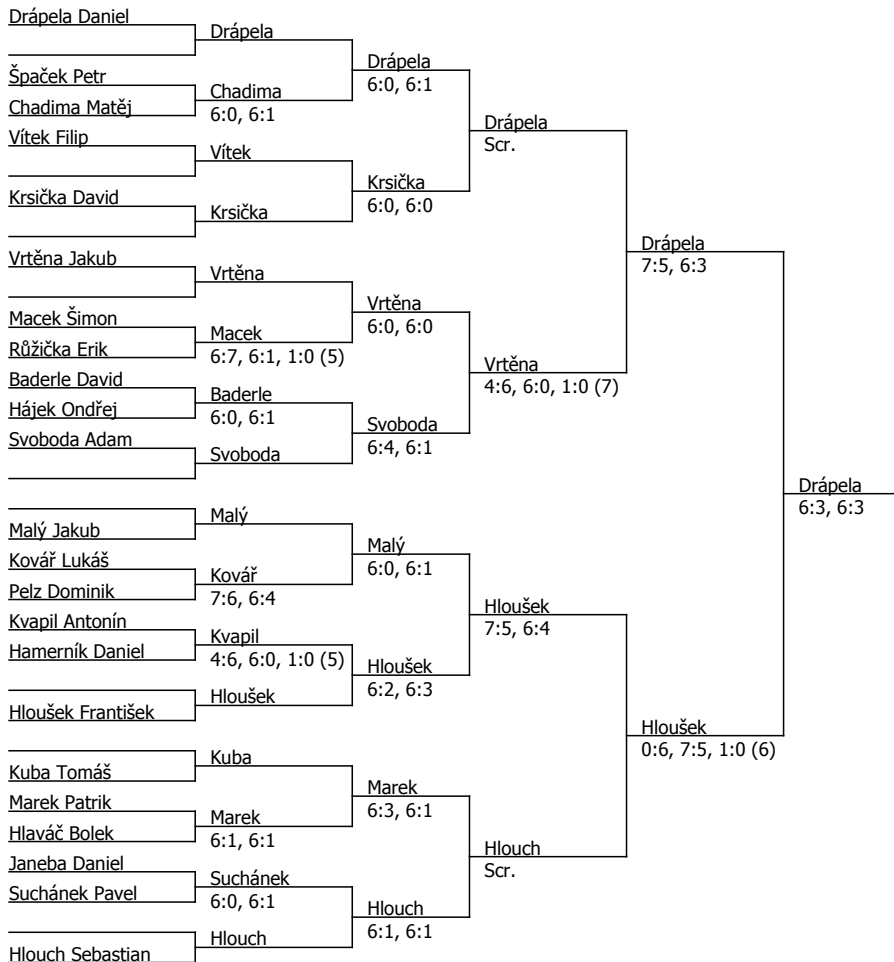 Drápela Daniel
Drápela
Drápela
6:0, 6:1
Špaček Petr
Chadima
Chadima Matěj
6:0, 6:1
Drápela
Scr.
Vítek Filip
Vítek
Krsička
6:0, 6:0
Krsička David
Krsička
Drápela
7:5, 6:3
Vrtěna Jakub
Vrtěna
Vrtěna
6:0, 6:0
Macek Šimon
Macek
Růžička Erik
6:7, 6:1, 1:0 (5)
Vrtěna
4:6, 6:0, 1:0 (7)
Baderle David
Baderle
Hájek Ondřej
6:0, 6:1
Svoboda
6:4, 6:1
Svoboda Adam
Svoboda
Drápela
6:3, 6:3
Malý
Malý Jakub
Malý
6:0, 6:1
Kovář Lukáš
Kovář
Pelz Dominik
7:6, 6:4
Hloušek
7:5, 6:4
Kvapil Antonín
Kvapil
Hamerník Daniel
4:6, 6:0, 1:0 (5)
Hloušek
6:2, 6:3
Hloušek
Hloušek František
Hloušek
0:6, 7:5, 1:0 (6)
Kuba
Kuba Tomáš
Marek
6:3, 6:1
Marek Patrik
Marek
Hlaváč Bolek
6:1, 6:1
Hlouch
Scr.
Janeba Daniel
Suchánek
Suchánek Pavel
6:0, 6:1
Hlouch
6:1, 6:1
Hlouch
Hlouch Sebastian